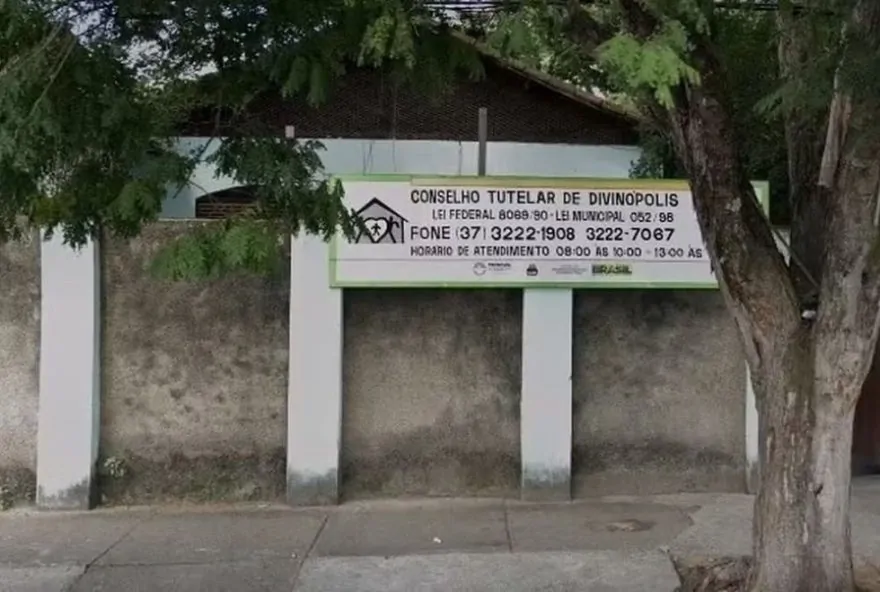 CONSELHO TUTELAR DE DIVINÓPOLIS
LEI FEDERAL 8069/90 - LEI MUNICIPAL 052/98
FONE (37) 3222-1908 3222-7067
HORARIO DE ATENDIMENTO 08:00 ÀS 10:00 - 13:00 ÀS
BRASIL